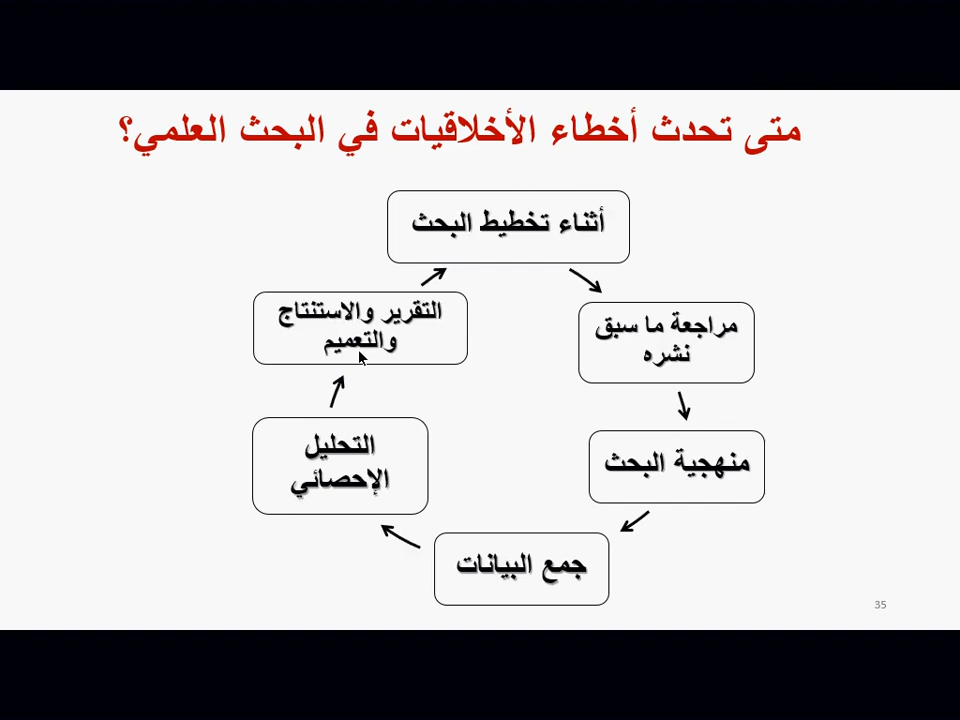 متى تحدث أخطاء الأخلاقيات في البحث العلمي؟
أثناء تخطيط البحث
مراجعة ما سبق
نشره
منهجية البحث
جمع البيانات
التحليل
الإحصائي
التقرير والاستنتاج
والتعميم
35